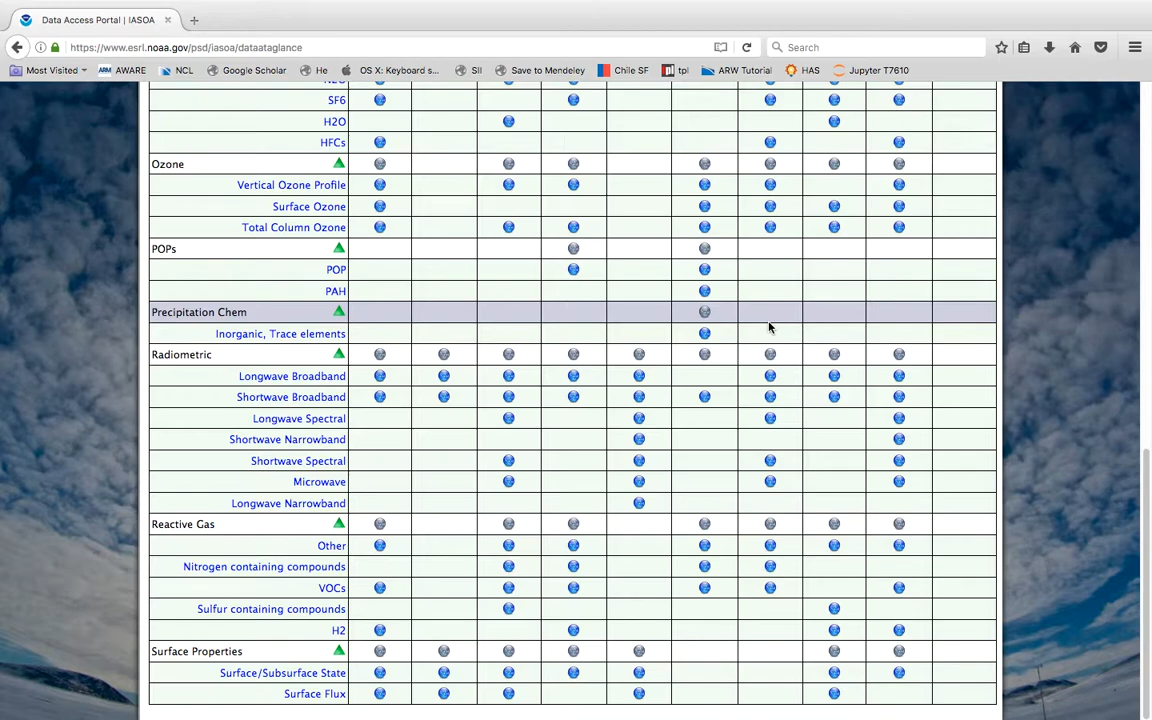 Data Access Portal | IASOA
https://www.esrl.noaa.gov/psd/iasoa/dataataglance
Search
Most Visited ARM AWARE NCL Google Scholar He OS X: Keyboard s... SII Save to Mendeley Chile SF tpl ARW Tutorial HAS Jupyter T7610
SF6
H2O
HFCs
Ozone
Vertical Ozone Profile
Surface Ozone
Total Column Ozone
POPs
POP
PAH
Precipitation Chem
Inorganic, Trace elements
Radiometric
Longwave Broadband
Shortwave Broadband
Longwave Spectral
Shortwave Narrowband
Shortwave Spectral
Microwave
Longwave Narrowband
Reactive Gas
Other
Nitrogen containing compounds
VOCs
Sulfur containing compounds
H2
Surface Properties
Surface/Subsurface State
Surface Flux